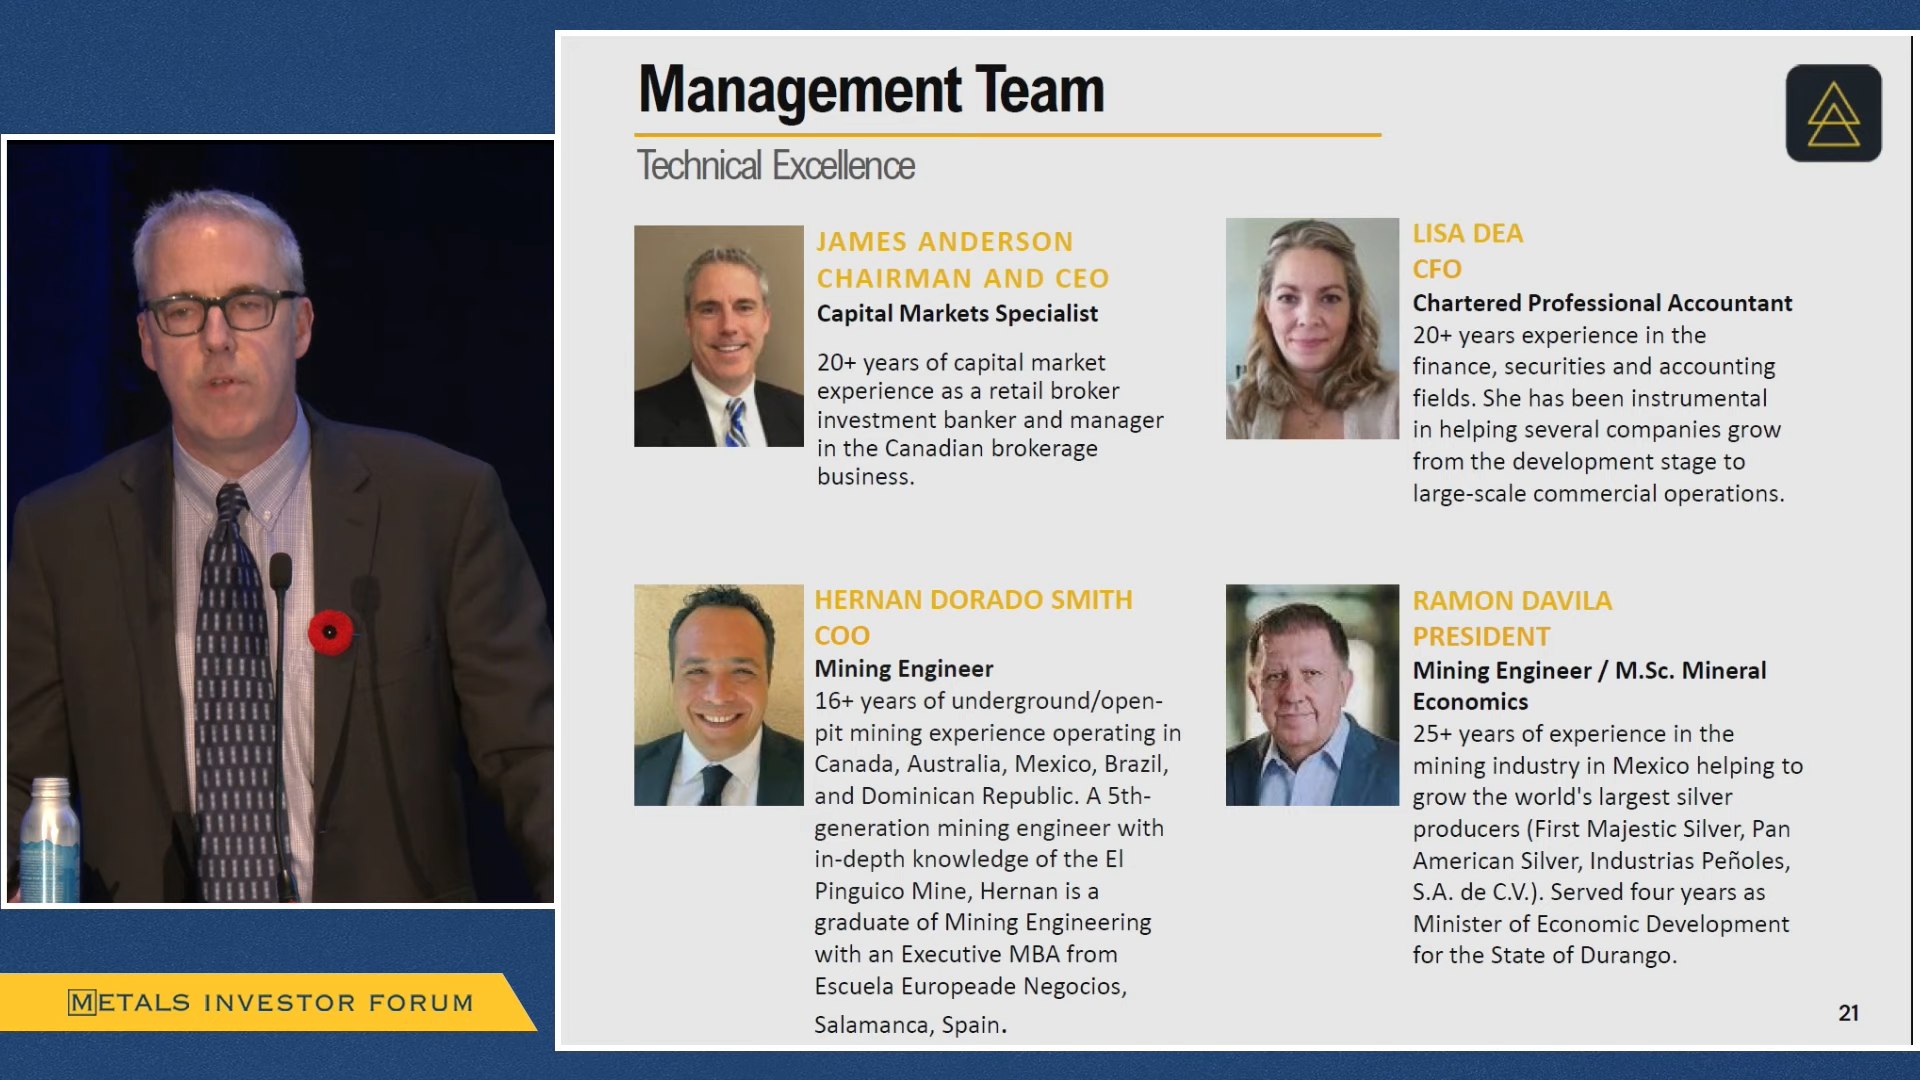 Management Team
Technical Excellence
JAMES ANDERSON
CHAIRMAN AND CEO
Capital Markets Specialist
20+ years of capital market
experience as a retail broker
investment banker and manager
in the Canadian brokerage
business.
LISA DEA
CFO
Chartered Professional Accountant
20+ years experience in the
finance, securities and accounting
fields. She has been instrumental
in helping several companies grow
from the development stage to
large-scale commercial operations.
HERNAN DORADO SMITH
COO
Mining Engineer
16+ years of underground/open-
pit mining experience operating in
Canada, Australia, Mexico, Brazil,
and Dominican Republic. A 5th-
generation mining engineer with
in-depth knowledge of the El
Pinguico Mine, Hernan is a
graduate of Mining Engineering
with an Executive MBA from
Escuela Europeade Negocios,
Salamanca, Spain.
RAMON DAVILA
PRESIDENT
Mining Engineer / M.Sc. Mineral
Economics
25+ years of experience in the
mining industry in Mexico helping to
grow the world's largest silver
producers (First Majestic Silver, Pan
American Silver, Industrias Peñoles,
S.A. de C.V.). Served four years as
Minister of Economic Development
for the State of Durango.
METALS INVESTOR FORUM
21